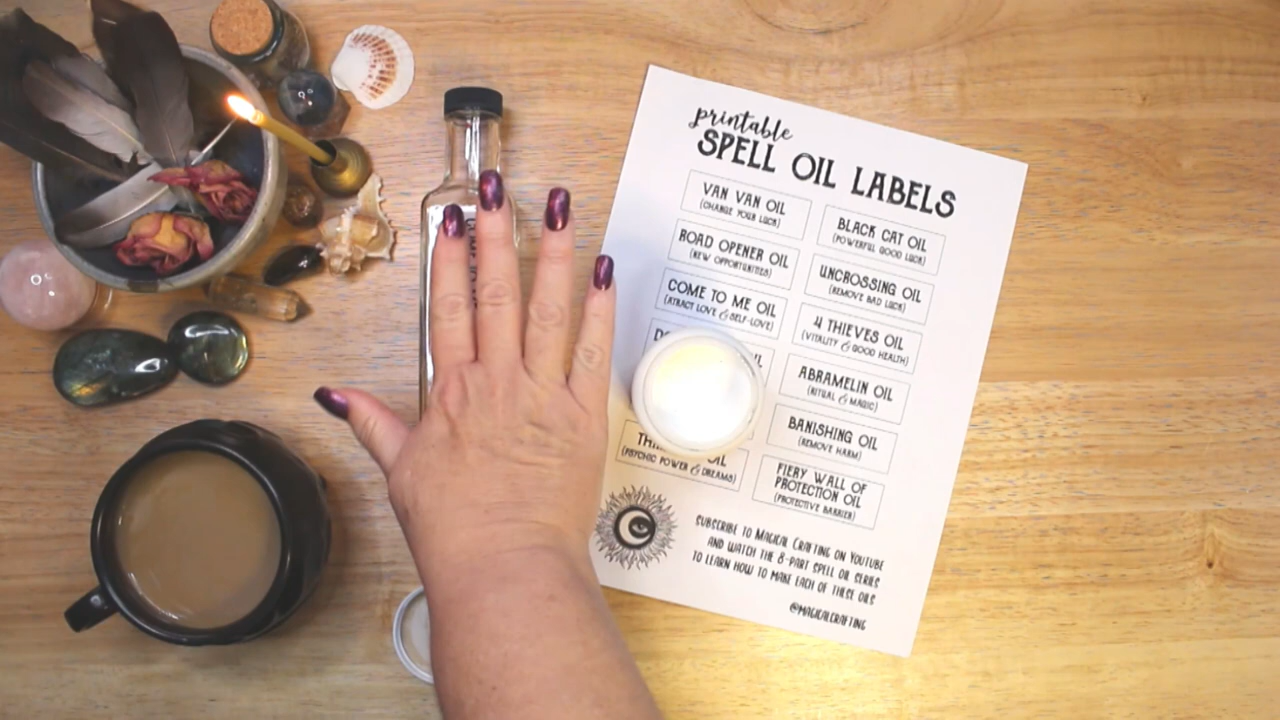 printable
SPELL OIL LABELS
VAN VAN OIL
(CHANGE YOUR LUCK)
ROAD OPENER OIL
(NEW OPPORTUNITIES)
COME TO ME OIL
(ATRACT LOVE & SELF-LOVE)
OIL
(PSYCHIC POWER & DREAMS)
BLACK CAT OIL
(POWERFUL GOOD LUCK)
UNCROSSING OIL
(REMOVE BAD LUCK)
4 THIEVES OIL
(VITALITY & GOOD HEALTH)
ABRAMELIN OIL
(RITUAL & MAGIC)
BANISHING OIL
(REMOVE HARM)
FIERY WALL OF
PROTECTION OIL
(PROTECTIVE BARRIER)
SUBSCRIBE TO MAGICAL CRAFTING ON YOUTUBE
AND WATCH THE 8-PART SPELL OIL SERIES
TO LEARN HOW TO MAKE EACH OF THESE OILS
@MAGICALCRAFTING